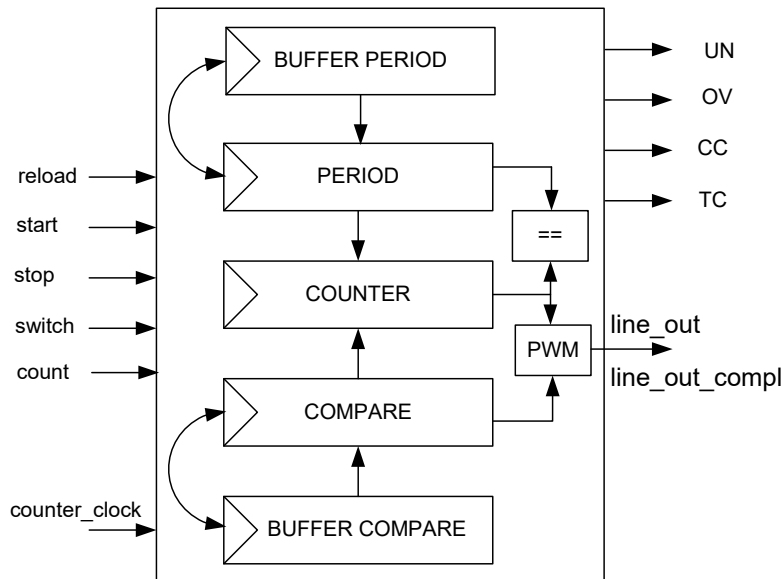 BUFFER PERIOD
UN
OV
CC
TC
reload
PERIOD
start
==
stop
COUNTER
switch
line_out
PWM
count
line_out_compl
COMPARE
counter_clock
BUFFER COMPARE